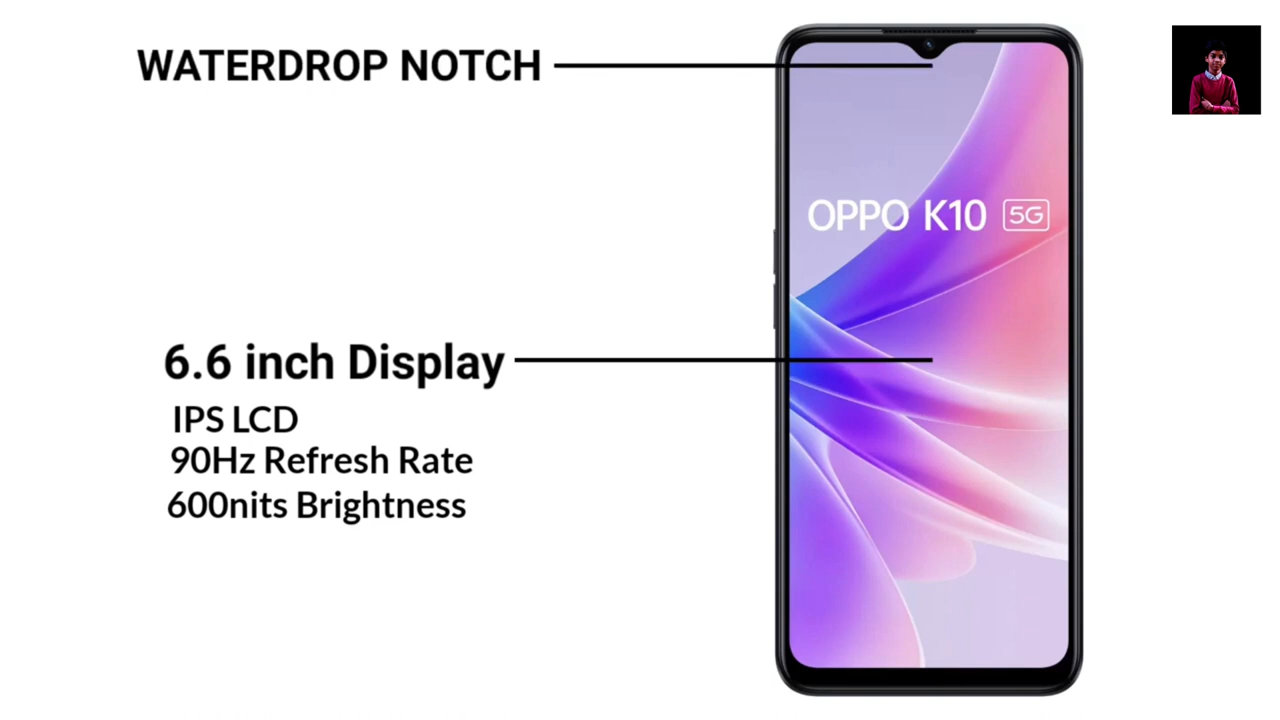 WATERDROP NOTCH
OPPO K10 5G
6.6 inch Display
IPS LCD
90Hz Refresh Rate
600nits Brightness